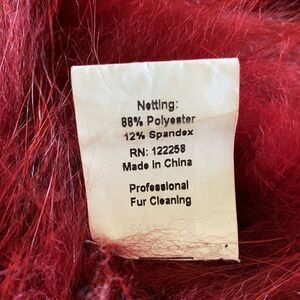 Netting:
88% Polyester
12% Spandex
RN: 122258
Made in China
Professional
Fur Cleaning